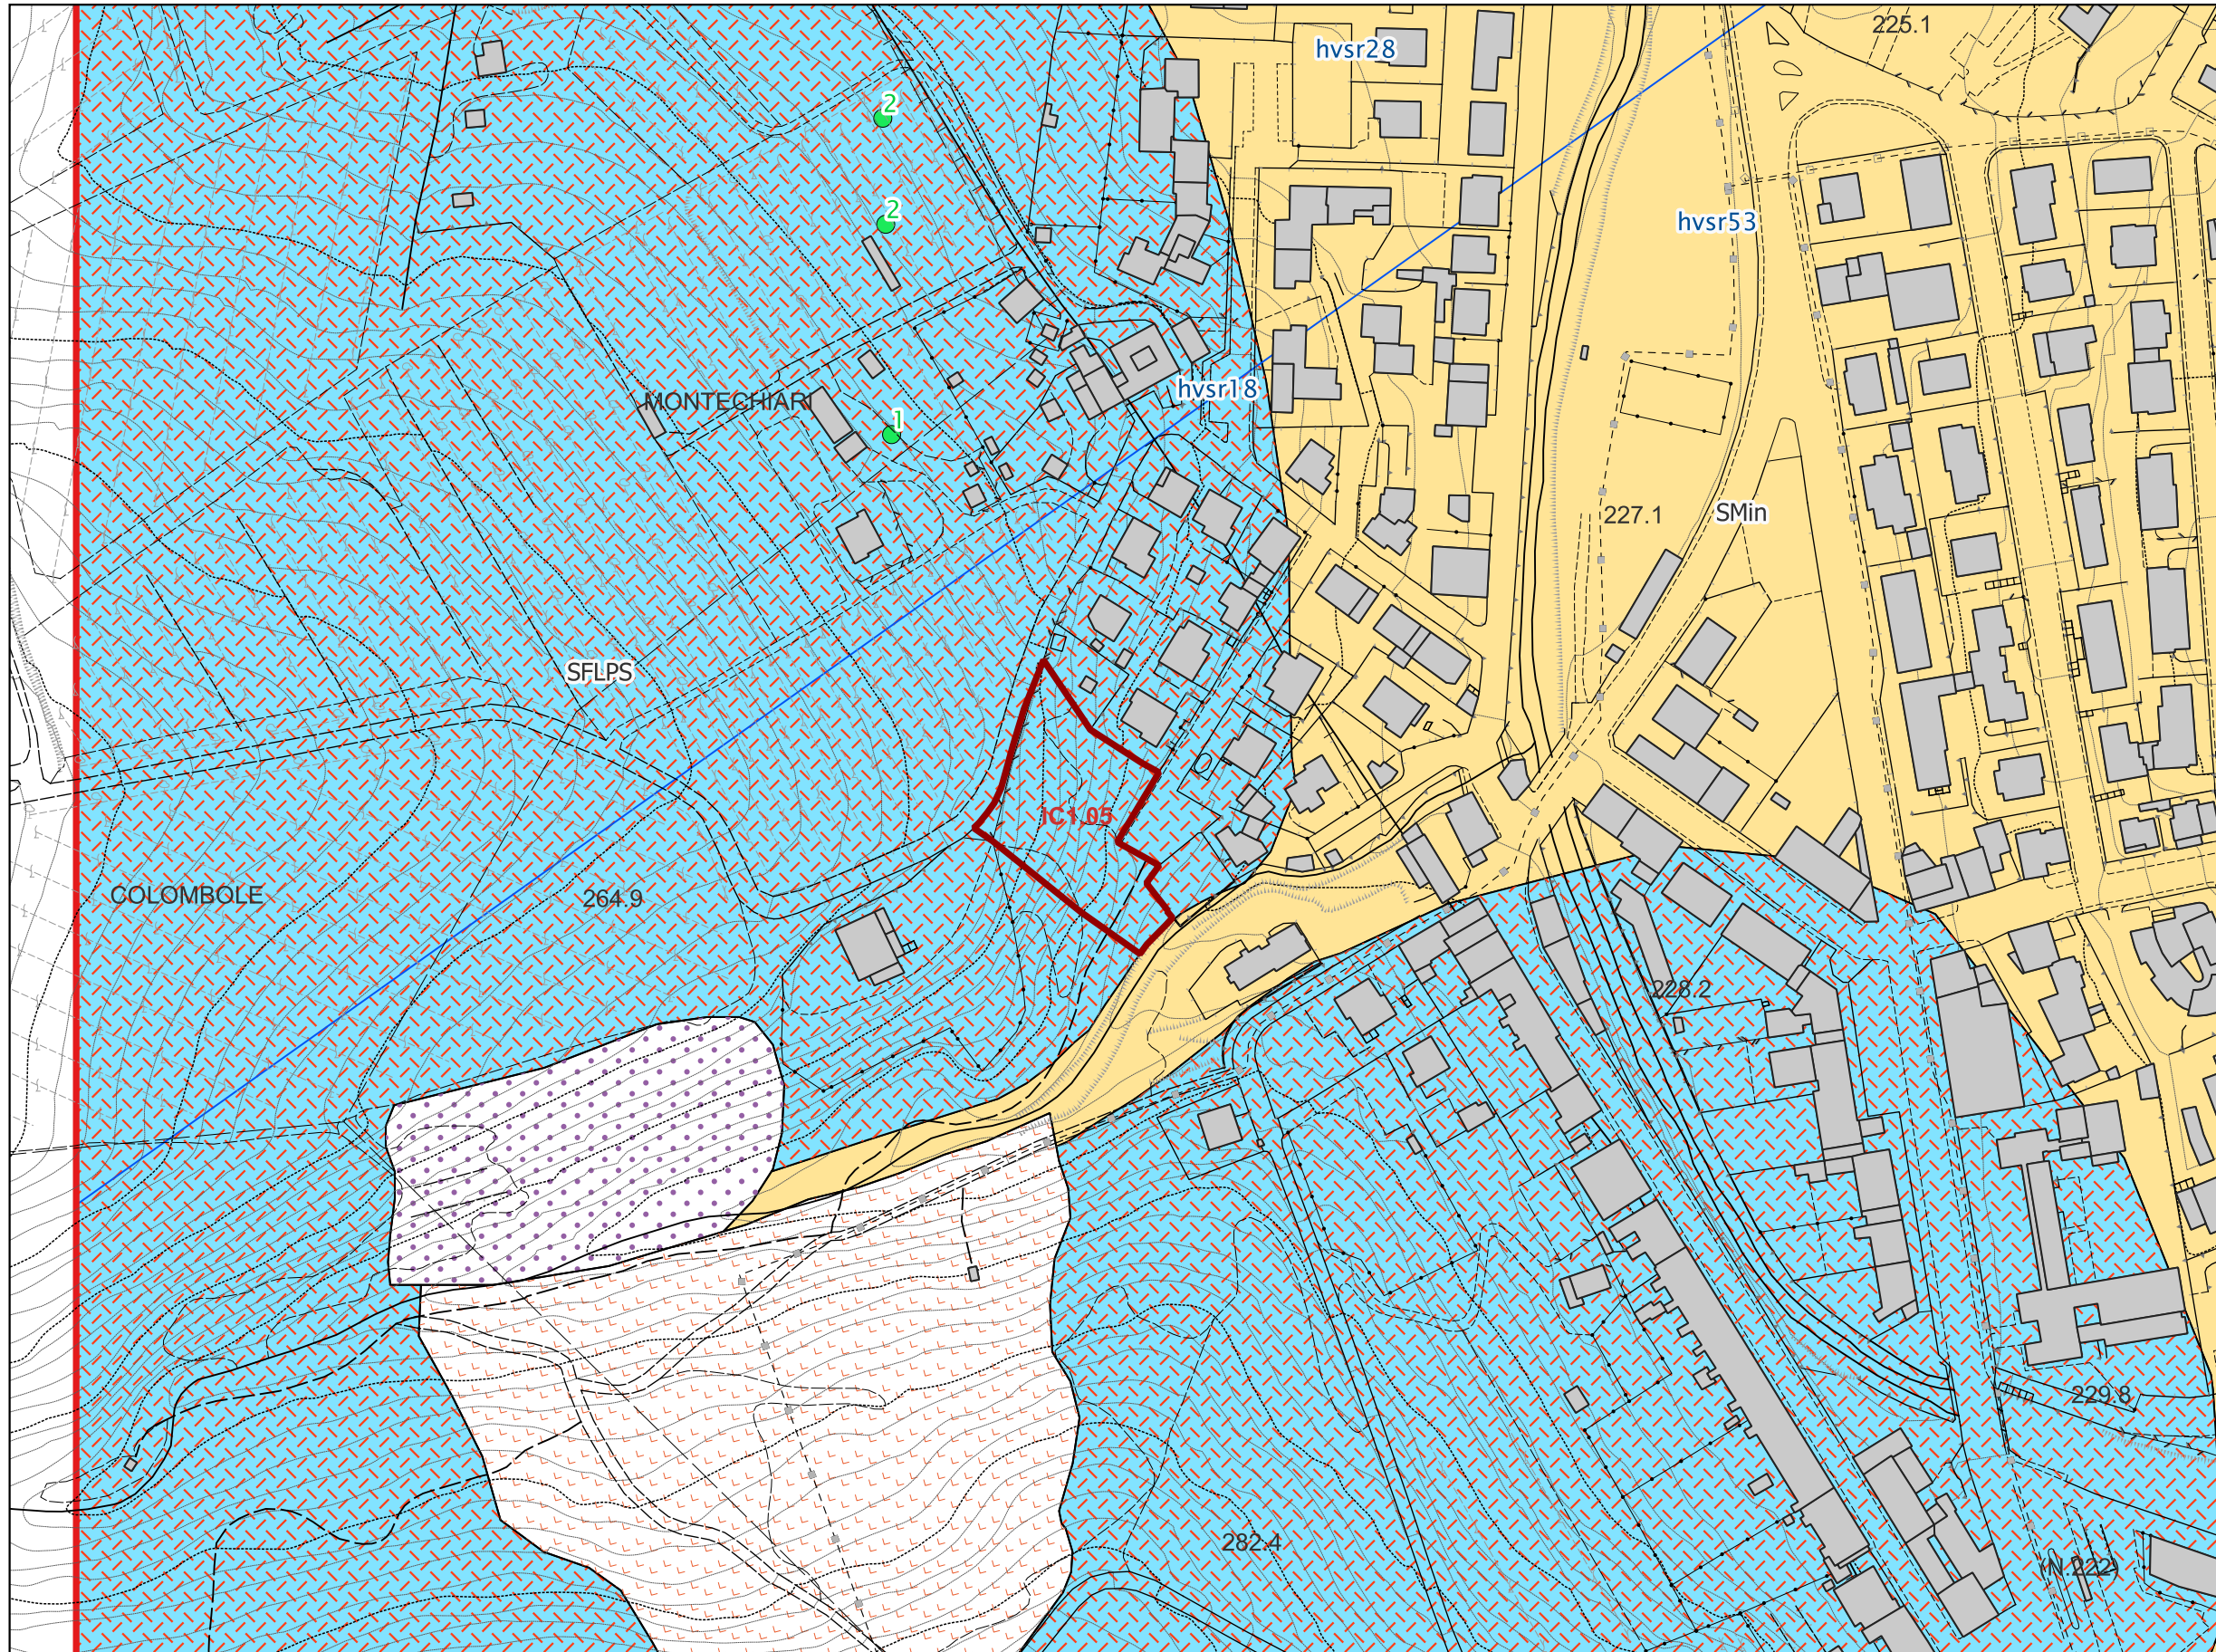 225.1
hvsr28
2
2
hvsr53
hvsr18
MONTECHIARI
1
227.1
SMin
SFLPS
IC1.05
COLOMBOLE
264.9
228.2
229.8
282.4
(N 222)